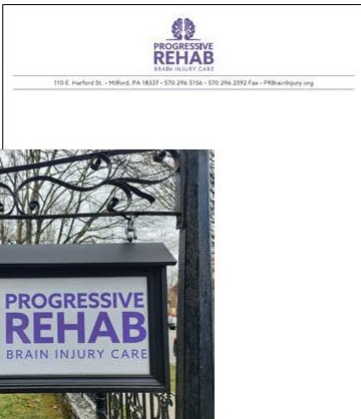 PROGRESSIVE
REHAB
BRAIN INJURY CARE
110 E. Harford St. - Milford, PA 18337 - 570.296.5156 - 570.296.2592 Fax - PRBrainInjury.org
PROGRESSIVE
REHAB
BRAIN INJURY CARE